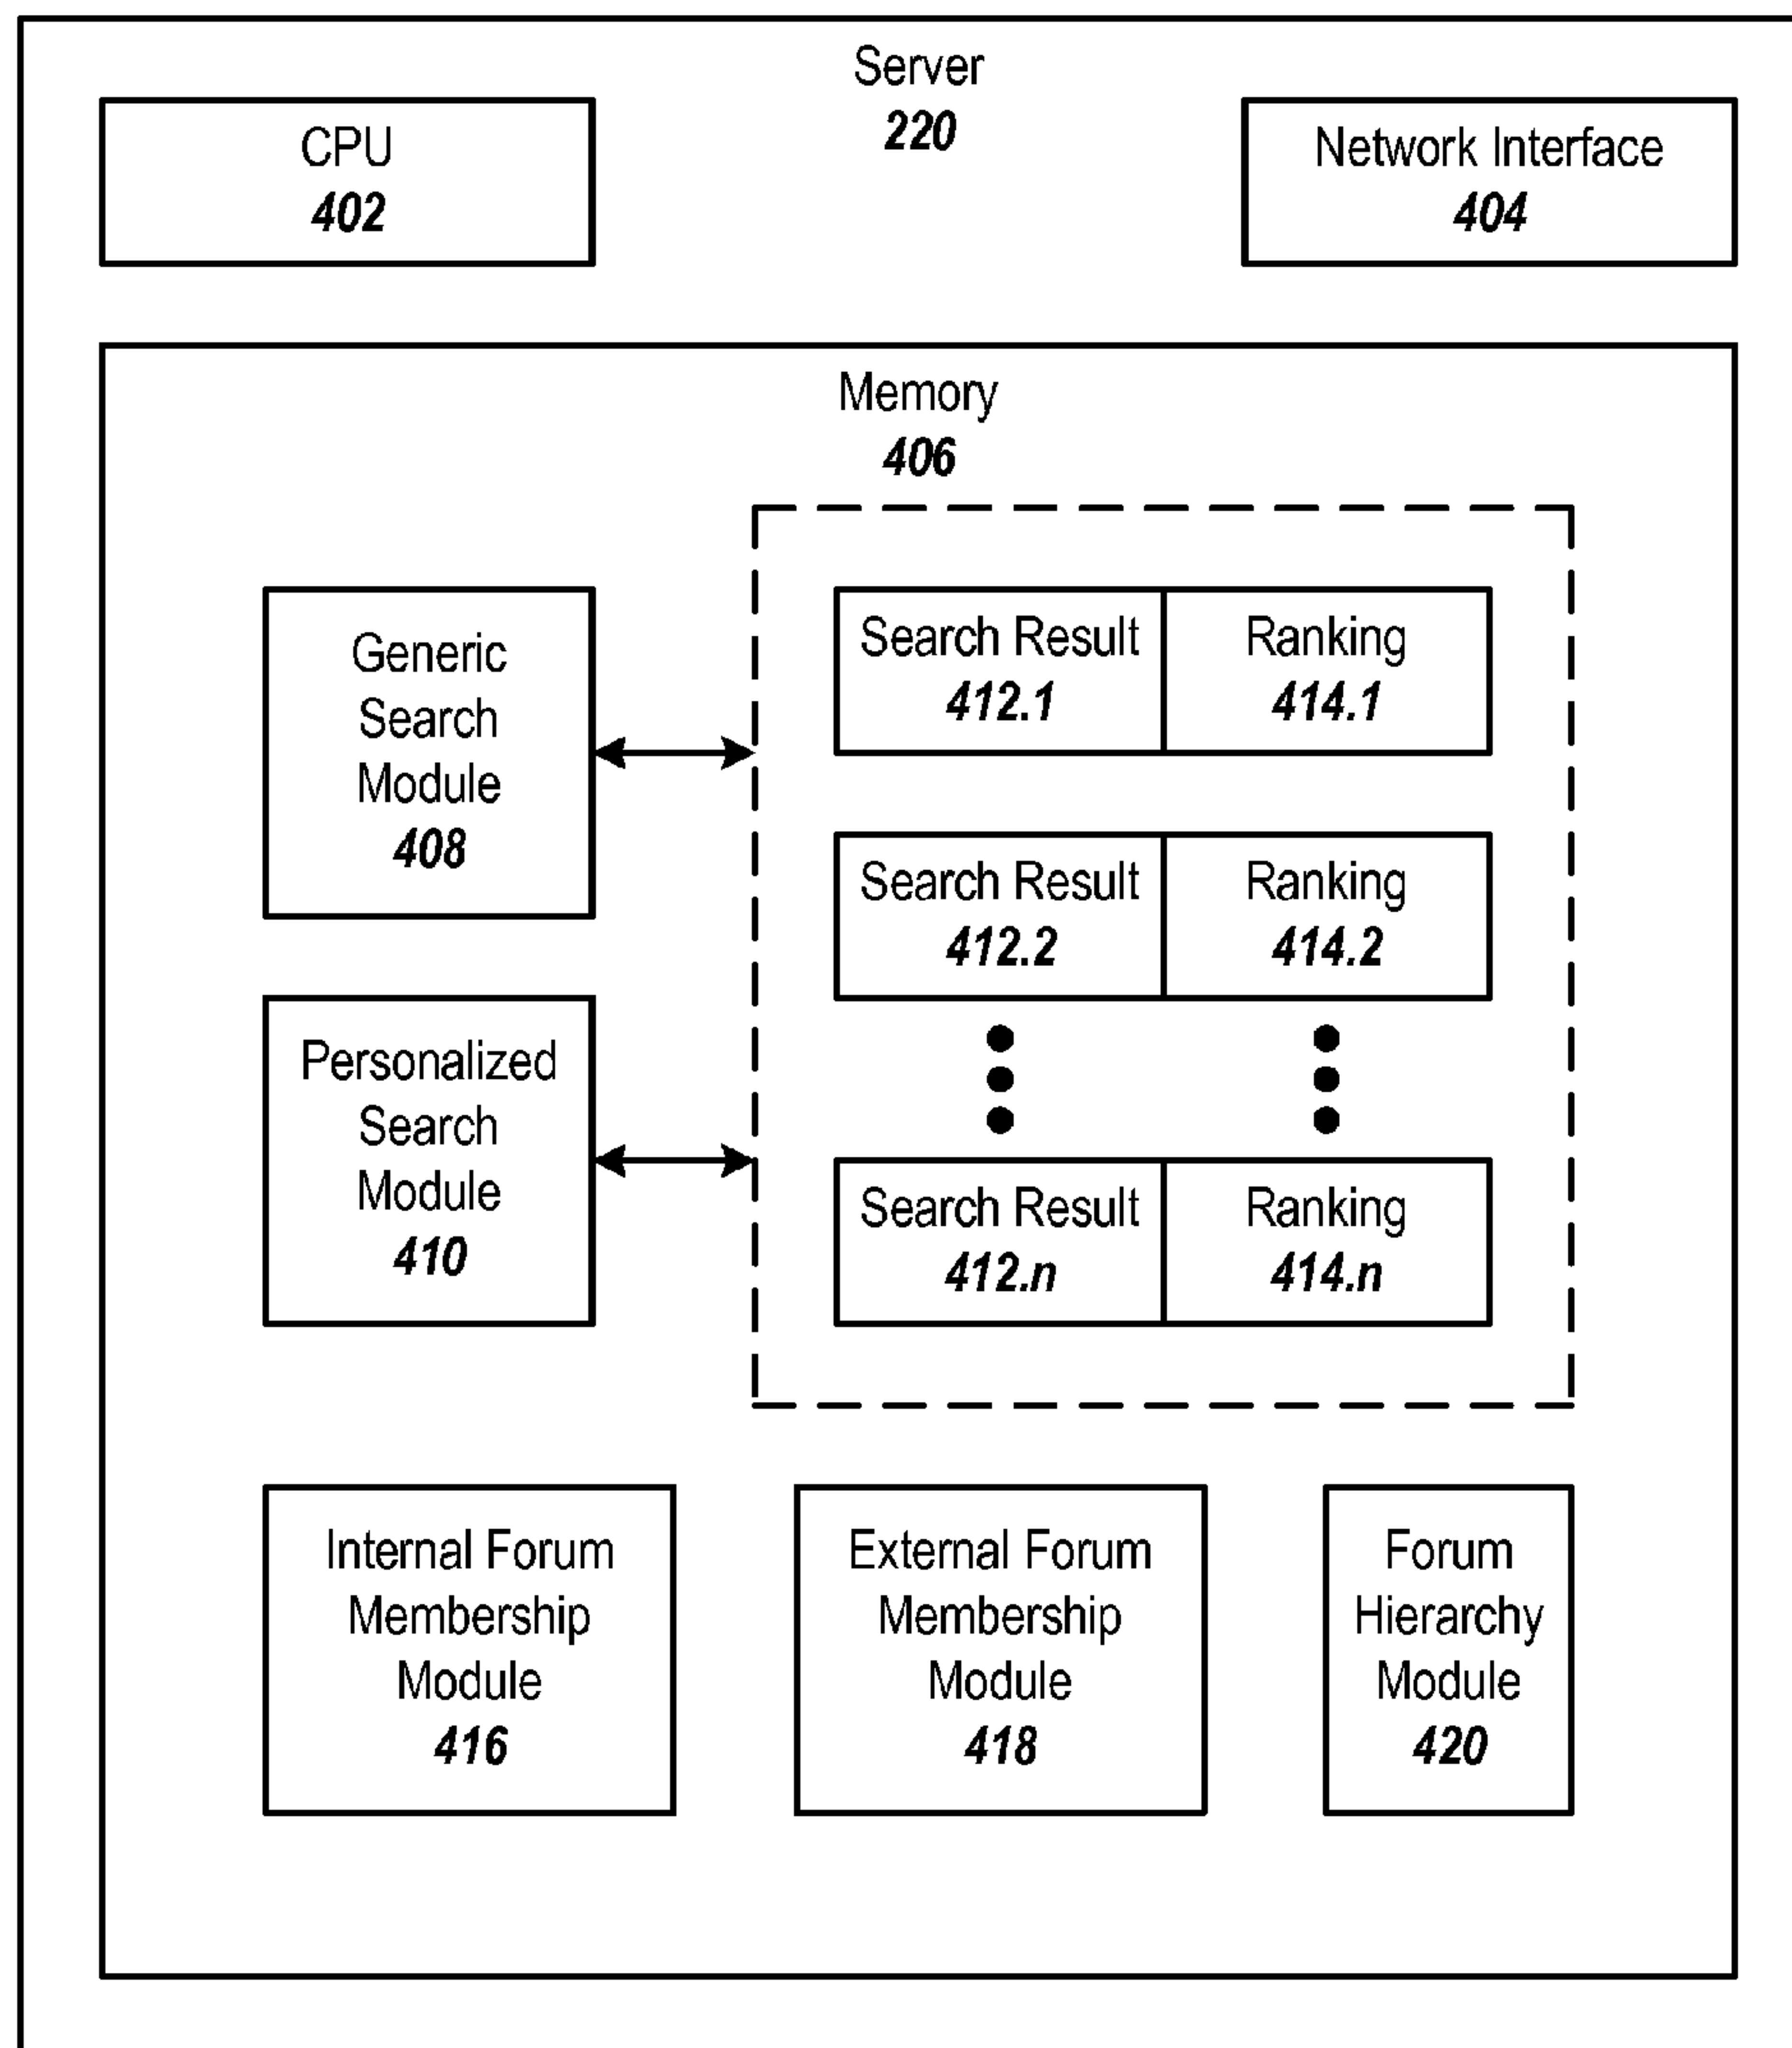 Server
220
CPU
402
Network Interface
404
Memory
406
Generic
Search
Module
408
Search Result
412.1
Ranking
414.1
Search Result
412.2
Ranking
414.2
Personalized
Search
Module
410
Search Result
412.n
Ranking
414.n
Internal Forum
Membership
Module
416
External Forum
Membership
Module
418
Forum
Hierarchy
Module
420